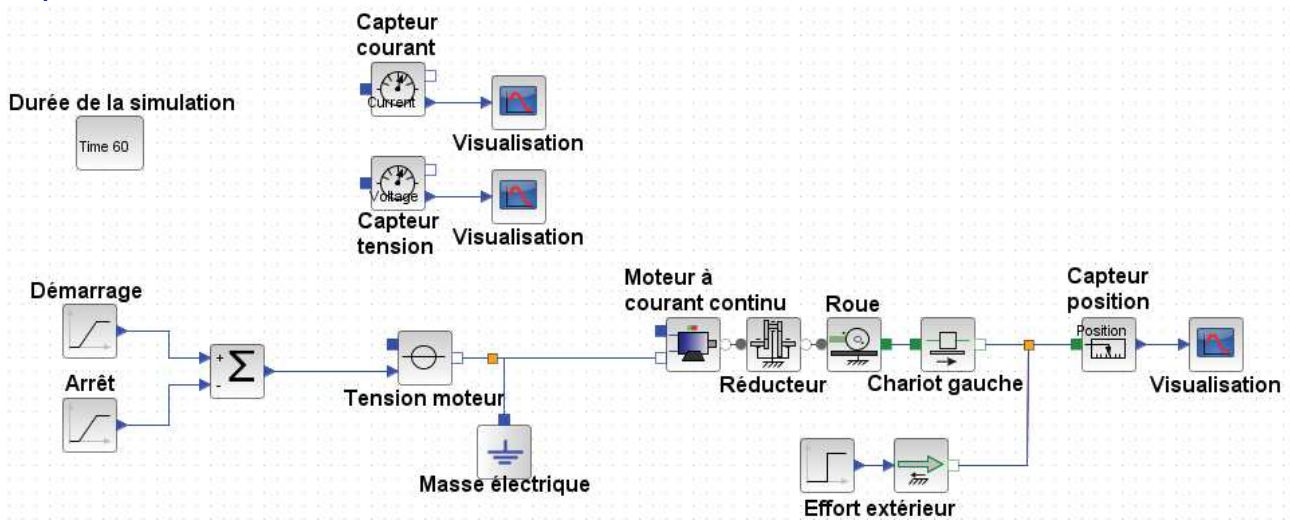 Capteur
courant
Current
Visualisation
Durée de la simulation
Time 60
Voltage
Capteur
tension
Visualisation
Démarrage
Arrêt
+
Σ
-
Tension moteur
Masse électrique
Moteur à
courant continu
Réducteur
Roue
Chariot gauche
Capteur
position
Position
Visualisation
Effort extérieur